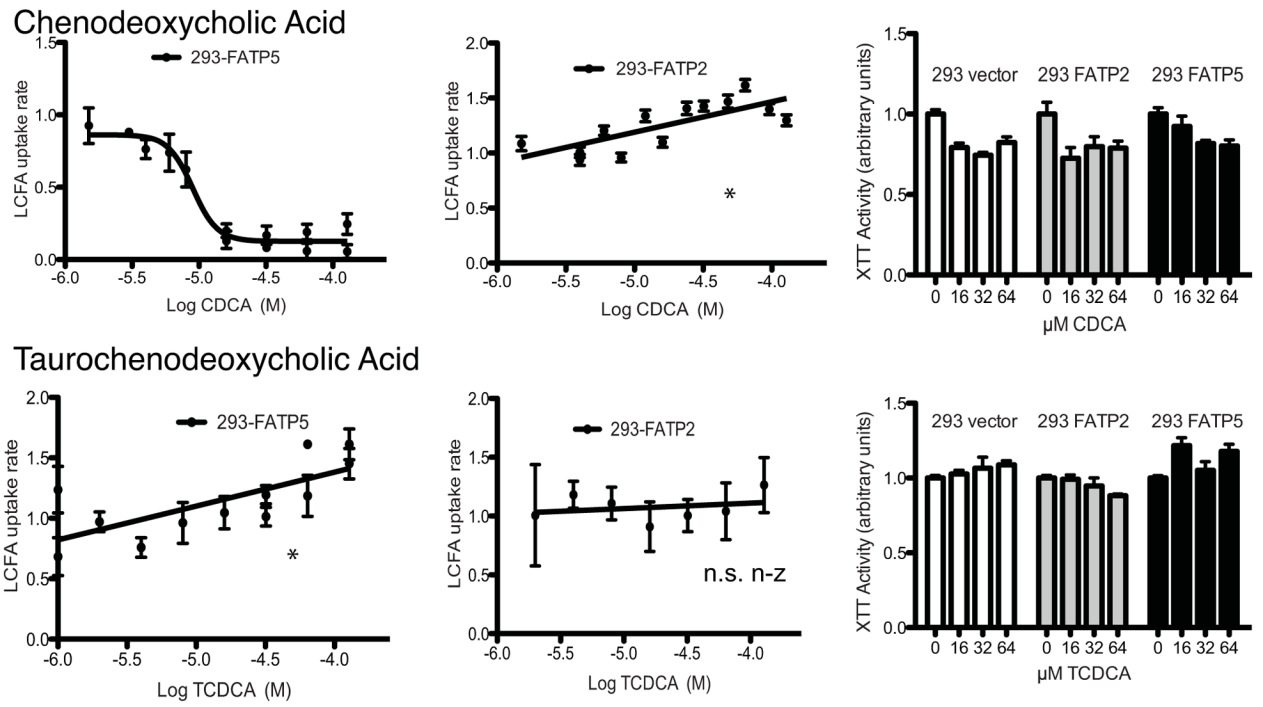 Chenodeoxycholic Acid
1.5
1.0
0.5
0.0
LCFA uptake rate
293-FATP5
-6.0 -5.5 -5.0 -4.5 -4.0
Log CDCA (M)
2.0
1.5
1.0
0.5
0.0
LCFA uptake rate
293-FATP2
*
-6.0 -5.5 -5.0 -4.5 -4.0
Log CDCA (M)
1.5
1.0
0.5
0.0
XTT Activity (arbitrary units)
293 vector 293 FATP2 293 FATP5
0 16 32 64 0 16 32 64 0 16 32 64
µM CDCA
Taurochenodeoxycholic Acid
2.0
1.5
1.0
0.5
0.0
LCFA uptake rate
293-FATP5
*
-6.0 -5.5 -5.0 -4.5 -4.0
Log TCDCA (M)
2.0
1.5
1.0
0.5
0.0
LCFA uptake rate
293-FATP2
n.s. n-z
-6.0 -5.5 -5.0 -4.5 -4.0
Log TCDCA (M)
1.5
1.0
0.5
0.0
XTT Activity (arbitrary units)
293 vector 293 FATP2 293 FATP5
0 16 32 64 0 16 32 64 0 16 32 64
µM TCDCA